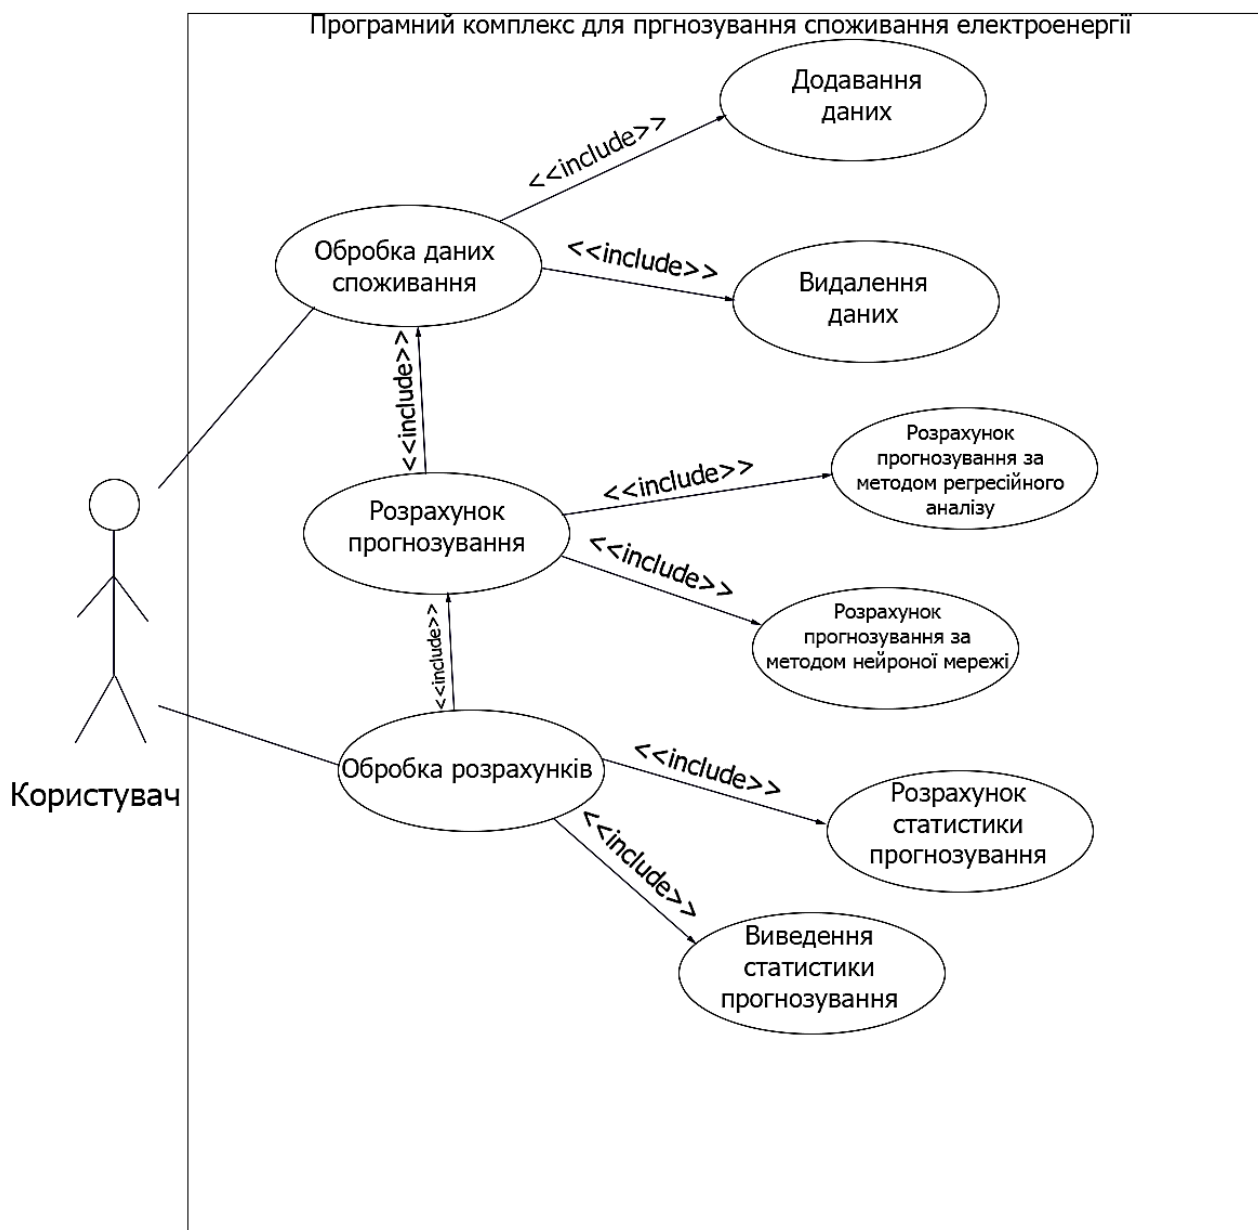 Програмний комплекс для пргнозування споживання електроенергії
Додавання
даних
<<include>>
Обробка даних
споживання
<<include>>
Видалення
даних
<<include>>
Розрахунок
прогнозування за
методом регресійного
аналізу
<<include>>
Розрахунок
прогнозування
<<include>>
Розрахунок
прогнозування за
методом нейроної мережі
<<include>>
Обробка розрахунків
<<include>>
Користувач
Розрахунок
статистики
прогнозування
<<include>>
Виведення
статистики
прогнозування